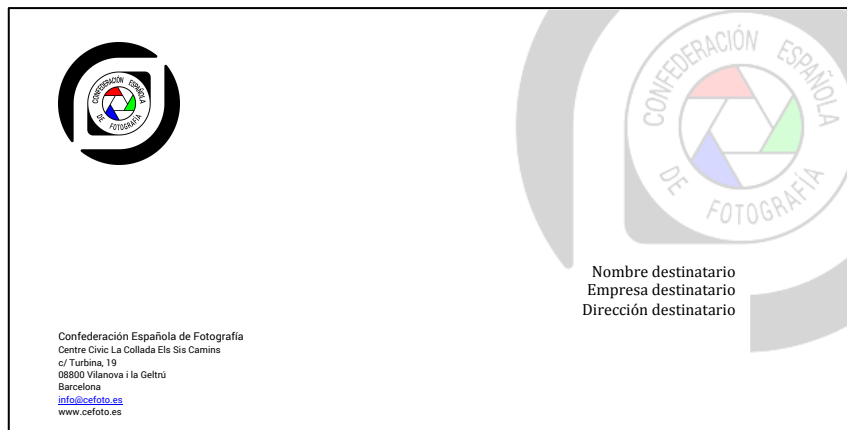 CONFEDERACIÓN ESPAÑOLA
DE FOTOGRAFÍA
CONFEDERACIÓN ESPAÑOLA
DE FOTOGRAFÍA
Nombre destinatario
Empresa destinatario
Dirección destinatario
Confederación Española de Fotografía
Centre Civic La Collada Els Sis Camins
c/ Turbina, 19
08800 Vilanova i la Geltrú
Barcelona
info@cefoto.es
www.cefoto.es